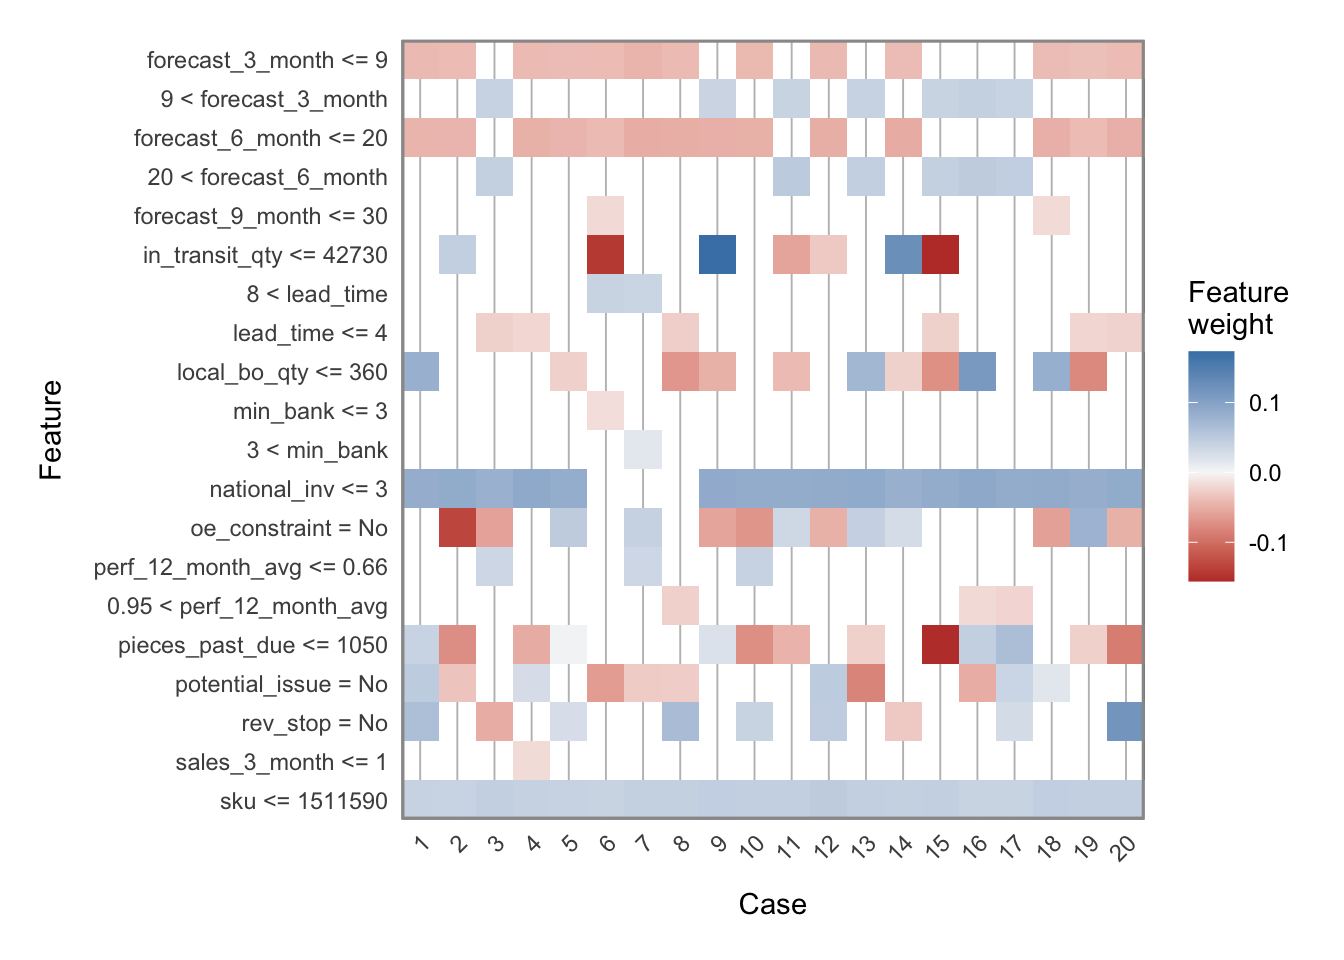 forecast_3_month <= 9
9 < forecast_3_month
forecast_6_month <= 20
20 < forecast_6_month
forecast_9_month <= 30
in_transit_qty <= 42730
8 < lead_time
lead_time <= 4
local_bo_qty <= 360
min_bank <= 3
3 < min_bank
national_inv <= 3
oe_constraint = No
perf_12_month_avg <= 0.66
0.95 < perf_12_month_avg
pieces_past_due <= 1050
potential_issue = No
rev_stop = No
sales_3_month <= 1
sku <= 1511590
Feature
1 2 3 4 5 6 7 8 9 10 11 12 13 14 15 16 17 18 19 20
Case
Feature
weight
0.1
0.0
-0.1